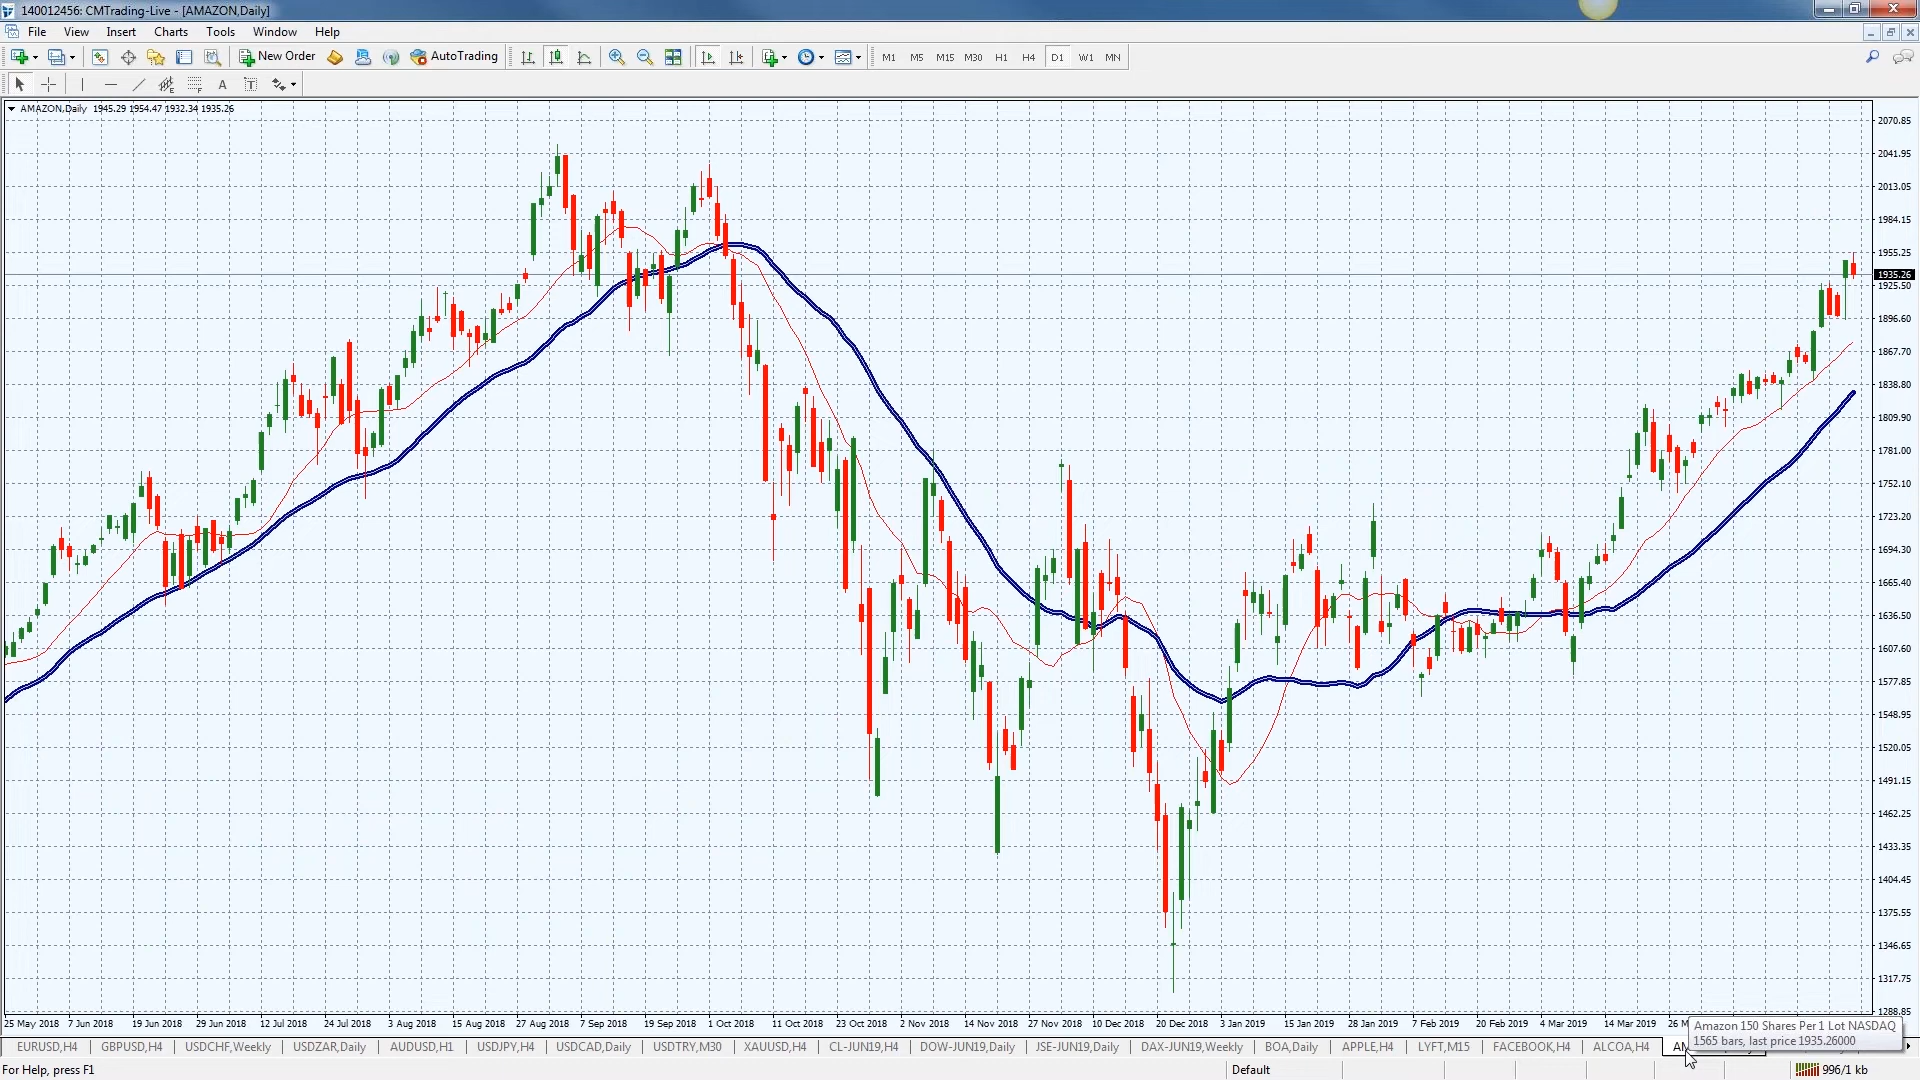 140012456: CMTrading-Live - [AMAZON,Daily]
File View Insert Charts Tools Window Help
New Order AutoTrading M1 M5 M15 M30 H1 H4 D1 W1 MN
A T
AMAZON,Daily 1945.29 1954.47 1932.34 1935.26
2070.85
2041.95
2013.05
1984.15
1955.25
1935.26
1925.50
1896.60
1867.70
1838.80
1809.90
1781.00
1752.10
1723.20
1694.30
1665.40
1636.50
1607.60
1577.85
1548.95
1520.05
1491.15
1462.25
1433.35
1404.45
1375.55
1346.65
1317.75
1288.85
25 May 2018 7 Jun 2018 19 Jun 2018 29 Jun 2018 12 Jul 2018 24 Jul 2018 3 Aug 2018 15 Aug 2018 27 Aug 2018 7 Sep 2018 19 Sep 2018 1 Oct 2018 11 Oct 2018 23 Oct 2018 2 Nov 2018 14 Nov 2018 27 Nov 2018 10 Dec 2018 20 Dec 2018 3 Jan 2019 15 Jan 2019 28 Jan 2019 7 Feb 2019 20 Feb 2019 4 Mar 2019 14 Mar 2019 26 M
Amazon 150 Shares Per 1 Lot NASDAQ
1565 bars, last price 1935.26000
EURUSD,H4 GBPUSD,H4 USDCHF,Weekly USDZAR,Daily AUDUSD,H1 USDJPY,H4 USDCAD,Daily USDTRY,M30 XAUUSD,H4 CL-JUN19,H4 DOW-JUN19,Daily JSE-JUN19,Daily DAX-JUN19,Weekly BOA,Daily APPLE,H4 LYFT,M15 FACEBOOK,H4 ALCOA,H4 AM
For Help, press F1 Default 996/1 kb